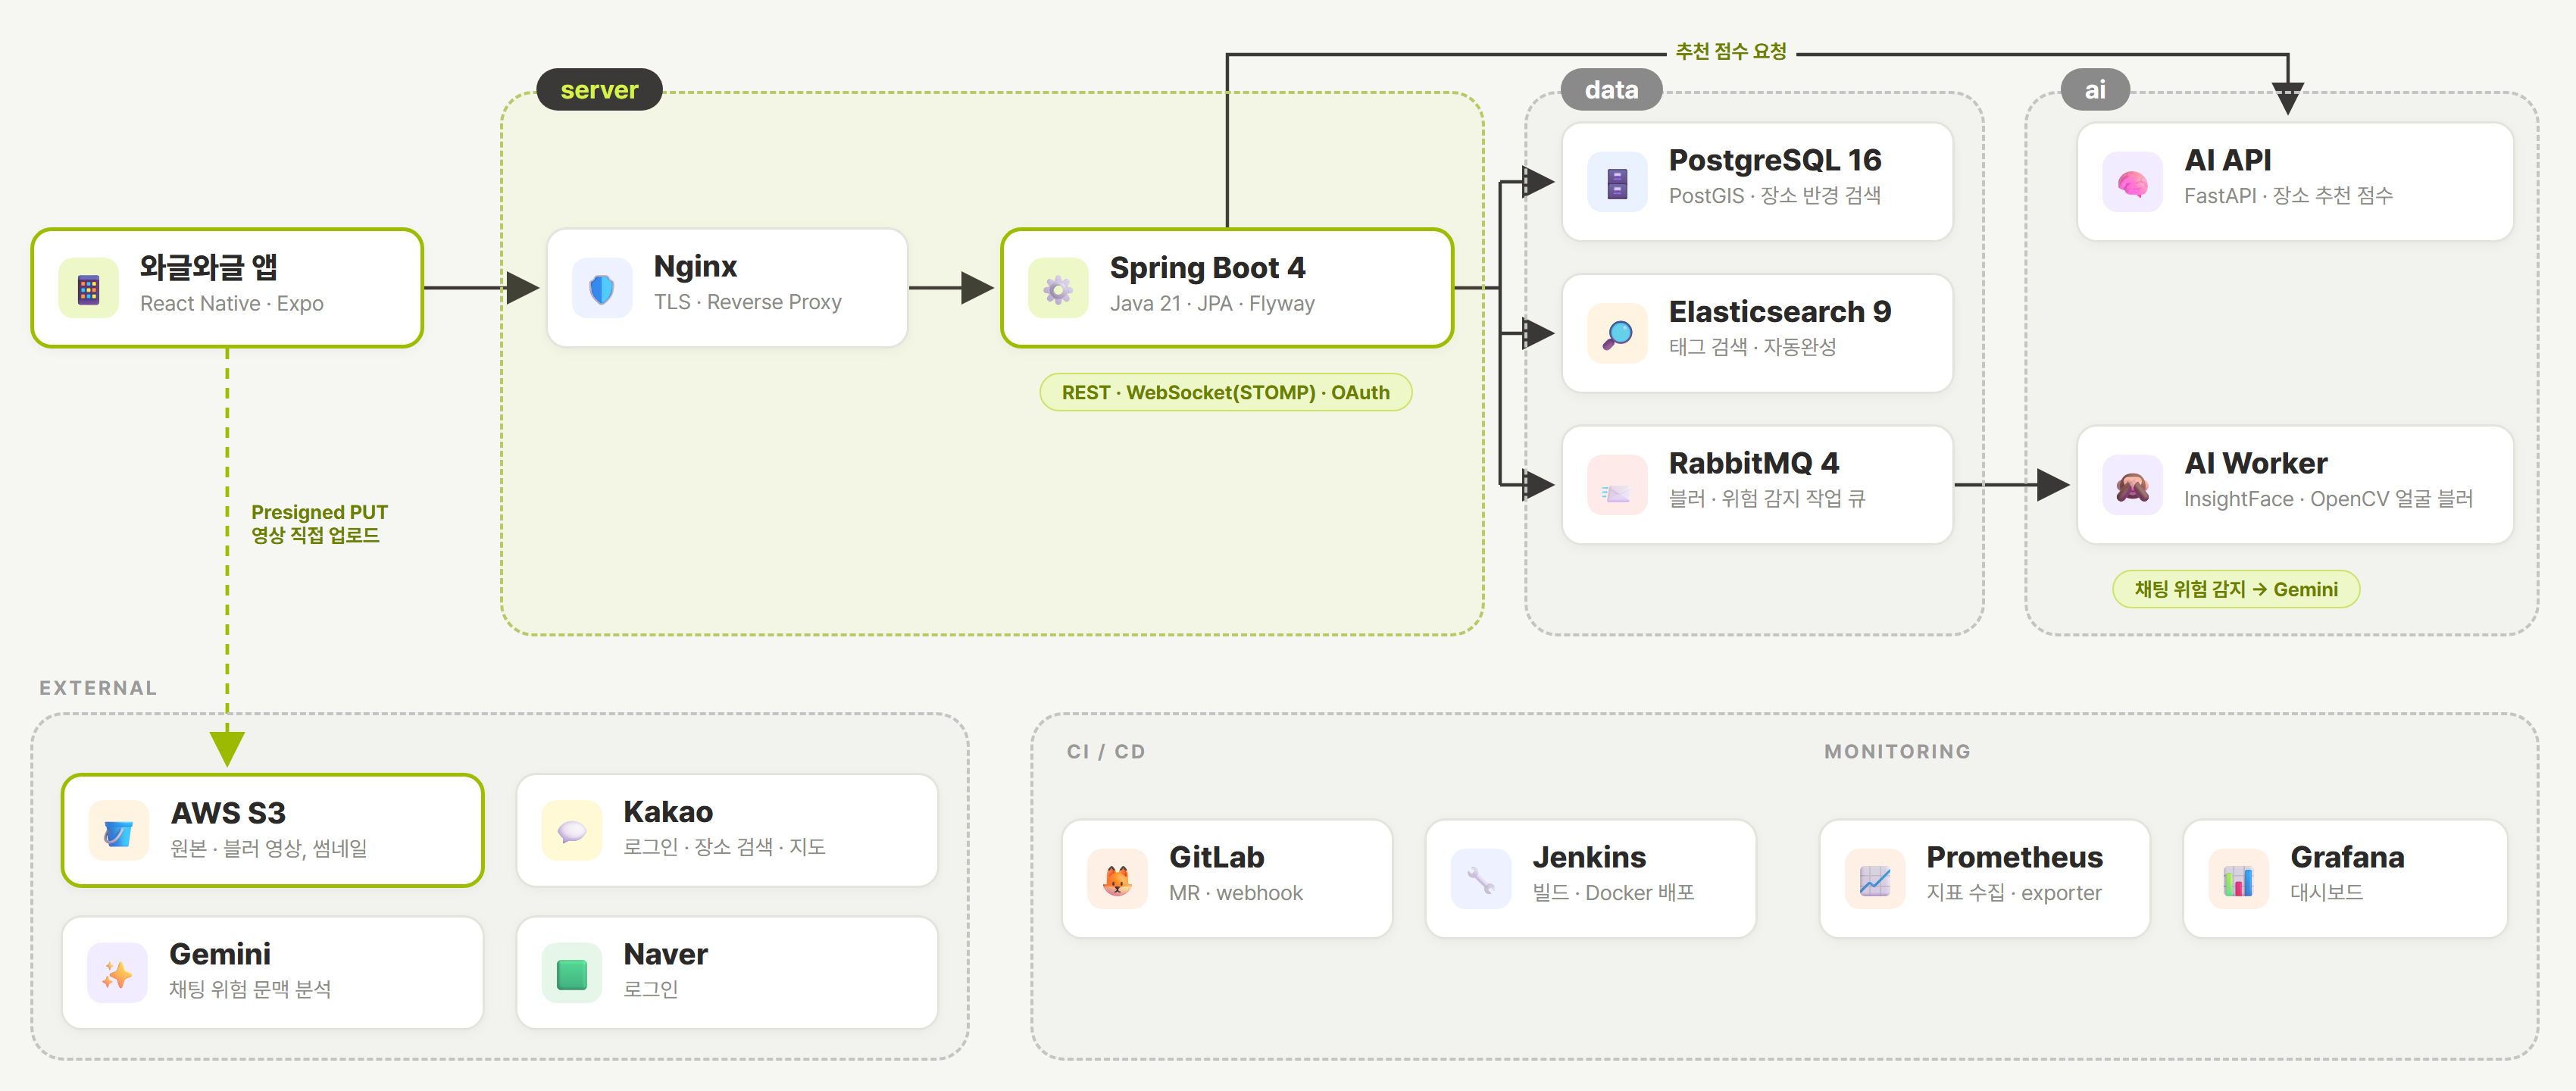 추천 점수 요청
server
data
ai
와글와글 앱
React Native · Expo
Nginx
TLS · Reverse Proxy
Spring Boot 4
Java 21 · JPA · Flyway
REST · WebSocket(STOMP) · OAuth
PostgreSQL 16
PostGIS · 장소 반경 검색
Elasticsearch 9
태그 검색 · 자동완성
RabbitMQ 4
블러 · 위험 감지 작업 큐
AI API
FastAPI · 장소 추천 점수
AI Worker
InsightFace · OpenCV 얼굴 블러
채팅 위험 감지 → Gemini
Presigned PUT
영상 직접 업로드
EXTERNAL
AWS S3
원본 · 블러 영상, 썸네일
Kakao
로그인 · 장소 검색 · 지도
Gemini
채팅 위험 문맥 분석
Naver
로그인
CI / CD
GitLab
MR · webhook
Jenkins
빌드 · Docker 배포
MONITORING
Prometheus
지표 수집 · exporter
Grafana
대시보드